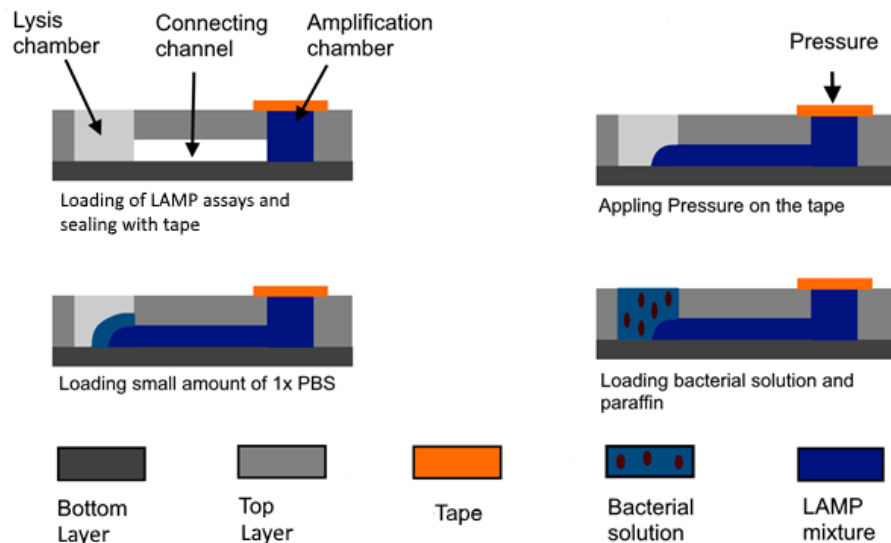 Lysis
chamber
Connecting
channel
Amplification
chamber
Loading of LAMP assays and
sealing with tape
Pressure
Appling Pressure on the tape
Loading small amount of 1x PBS
Loading bacterial solution and
paraffin
Bottom
Layer
Top
Layer
Tape
Bacterial
solution
LAMP
mixture